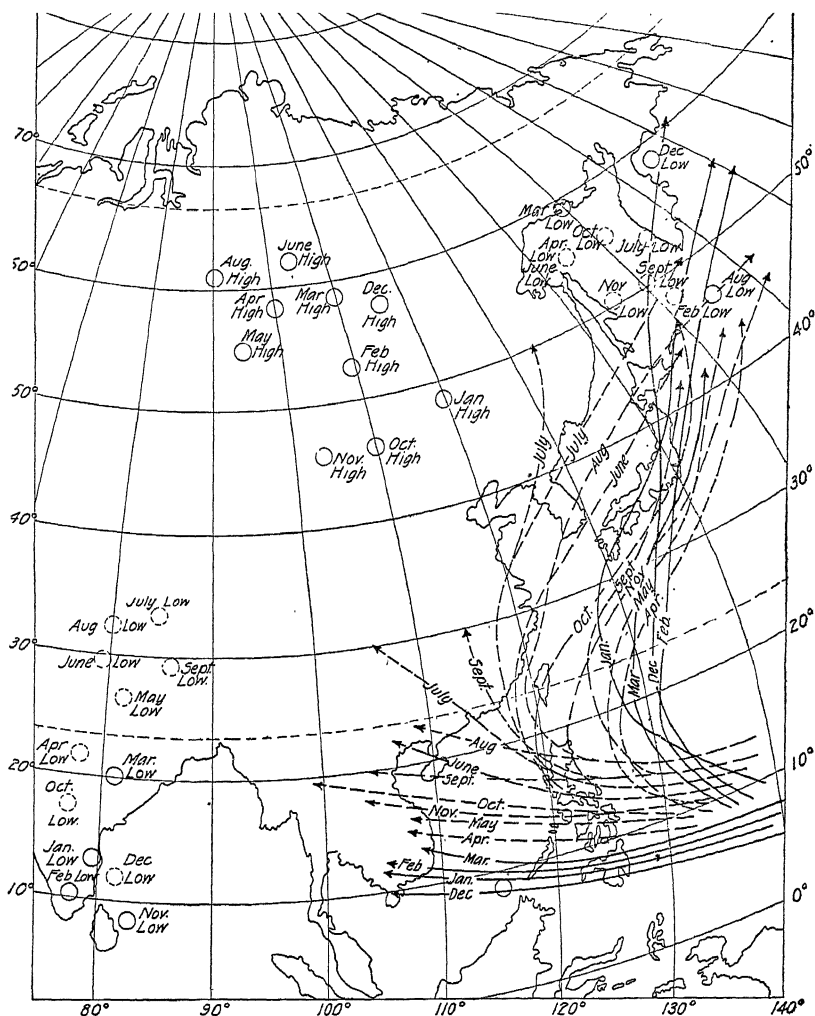 70°
50°
Dec
Low
Mar
Low
Oct.
Low
July Low
Apr
Low
June
Low
Sept.
Low
Aug
Low
Nov
Low
Feb Low
60°
June
High
Aug.
High
Apr
High
Mar
High
Dec.
High
May
High
Feb
High
Jan
High
Nov.
High
Oct.
High
40°
50°
30°
40°
20°
30°
10°
20°
0°
10°
July
July
Aug
June
Sept
Nov
May
Apr.
Oct.
Jan.
Mar
Dec
Feb.
July Low
Aug Low
June Low
Sept
Low.
May
Low
Apr
Low
Mar.
Low
Oct.
Low.
Jan.
Low
Feb Low
Dec
Low
Nov.
Low
July
Sept
Aug
June
Sept.
Oct.
Nov.
May
Apr.
Mar.
Feb
Jan.
Dec
80° 90° 100° 110° 120° 130° 140°